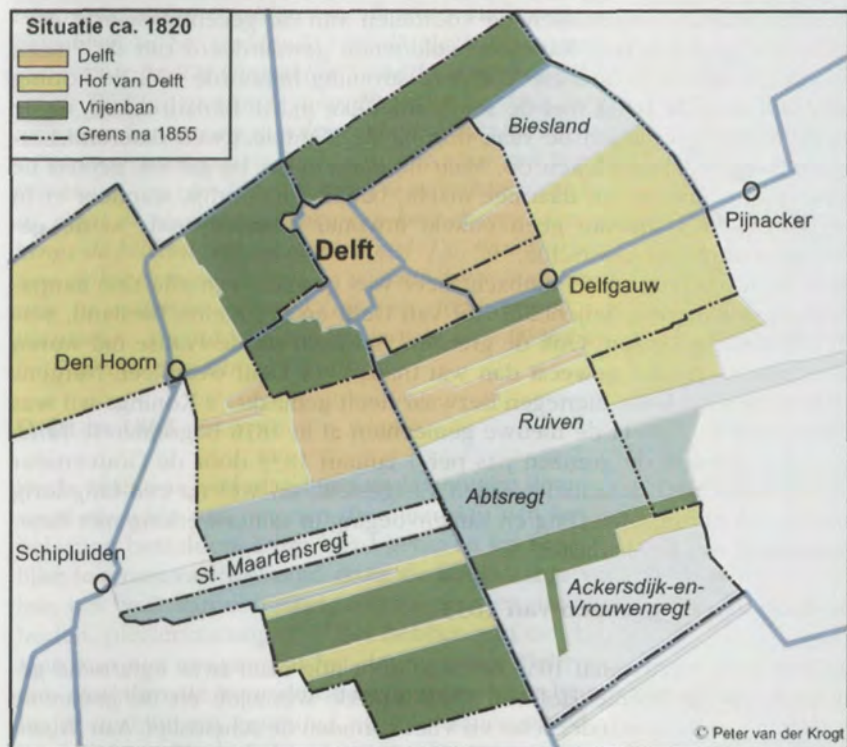 Situatie ca. 1820
Delft
Hof van Delft
Vrijenban
Grens na 1855
Biesland
Pijnacker
Delft
Delfgauw
Den Hoorn
Ruiven
Abtsregt
St. Maartensregt
Schipluiden
Ackersdijk-en-
Vrouwenregt
© Peter van der Krogt